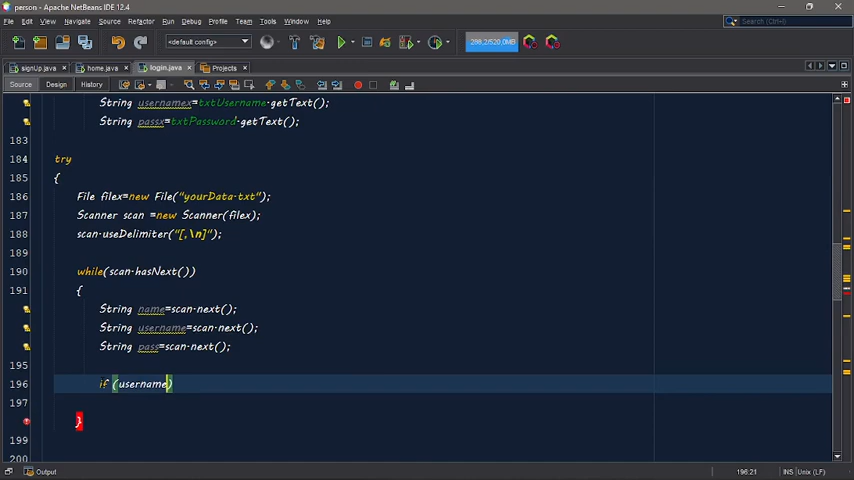 person - Apache NetBeans IDE 12.4
File Edit View Navigate Source Refactor Run Debug Profile Team Tools Window Help
Search (Ctrl+I)
<default config>
288.2/520.0MB
signUp.java home.java login.java Projects
Source Design History
String usernamex=txtUsername.getText();
String passx=txtPassword.getText();
183
184 try
185 {
186 File filex=new File("yourData.txt");
187 Scanner scan =new Scanner(filex);
188 scan.useDelimiter("[,\n]");
189
190 while(scan.hasNext())
191 {
String name=scan.next();
String username=scan.next();
String pass=scan.next();
195
196 if (username)
197
}
199
200
Output
196:21 INS Unix (LF)